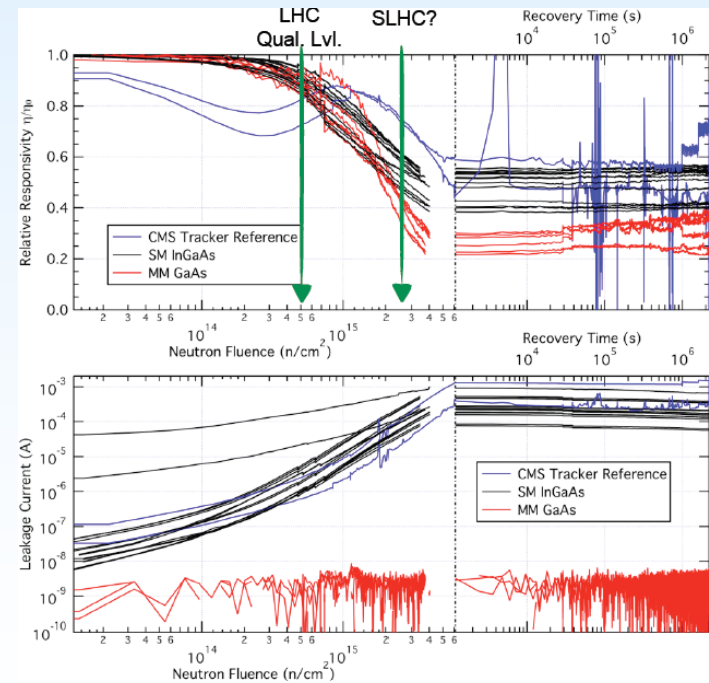 LHC
Qual. Lvl.
SLHC?
Recovery Time (s)
10⁴ 10⁵ 10⁶
Relative Responsivity η/η₀
1.0
0.8
0.6
0.4
0.2
0.0
CMS Tracker Reference
SM InGaAs
MM GaAs
2 3 4 5 6 10¹⁴ 2 3 4 5 6 10¹⁵ 2 3 4 5 6
Neutron Fluence (n/cm²)
Recovery Time (s)
10⁴ 10⁵ 10⁶
Leakage Current (A)
10⁻³
10⁻⁴
10⁻⁵
10⁻⁶
10⁻⁷
10⁻⁸
10⁻⁹
10⁻¹⁰
CMS Tracker Reference
SM InGaAs
MM GaAs
2 3 4 5 6 10¹⁴ 2 3 4 5 6 10¹⁵ 2 3 4 5 6
Neutron Fluence (n/cm²)